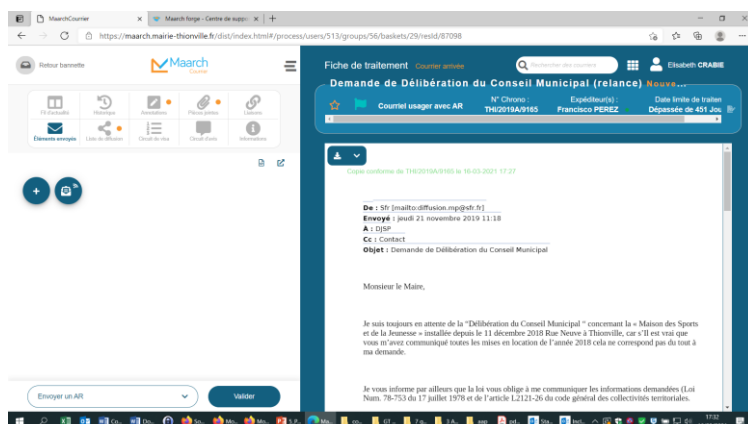 MaarchCourrier
Maarch forge - Centre de suppo
https://maarch.mairie-thionville.fr/dist/index.html#/process/users/513/groups/56/baskets/29/resId/87098
Retour bannette
Maarch
Courrier
Fiche de traitement Courrier arrivée
Rechercher des courriers
Elisabeth CRABIE
Demande de Délibération du Conseil Municipal (relance) Nouve...
Fil d'actualité
Historique
Annotations
Pièces jointes
Liaisons
Courriel usager avec AR
N° Chrono :
THI/2019A/9165
Expéditeur(s) :
Francisco PEREZ
Date limite de traiten
Dépassée de 451 Jou
Éléments envoyés
Liste de diffusion
Circuit de visa
Circuit d'avis
Informations
Copie conforme de THI/2019A/9165 le 16-03-2021 17:27
De : Sfr [mailto:diffusion.mp@sfr.fr]
Envoyé : jeudi 21 novembre 2019 11:18
À : DJSP
Cc : Contact
Objet : Demande de Délibération du Conseil Municipal
Monsieur le Maire,
Je suis toujours en attente de la "Délibération du Conseil Municipal " concernant la « Maison des Sports
et de la Jeunesse » installée depuis le 11 décembre 2018 Rue Neuve à Thionville, car s'Il est vrai que
vous m'avez communiqué toutes les mises en location de l'année 2018 cela ne correspond pas du tout à
ma demande.
Je vous informe par ailleurs que la loi vous oblige à me communiquer les informations demandées (Loi
Num. 78-753 du 17 juillet 1978 et de l'article L2121-26 du code général des collectivités territoriales.
Envoyer un AR
Valider
17:32